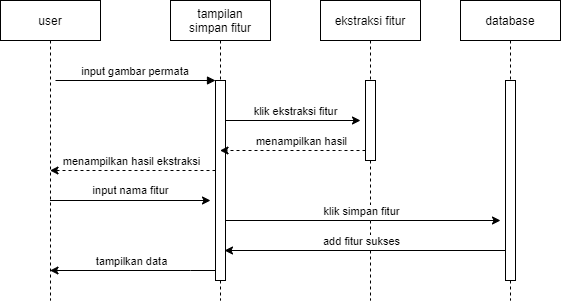 user
tampilan
simpan fitur
ekstraksi fitur
database
input gambar permata
klik ekstraksi fitur
menampilkan hasil
menampilkan hasil ekstraksi
input nama fitur
klik simpan fitur
add fitur sukses
tampilkan data